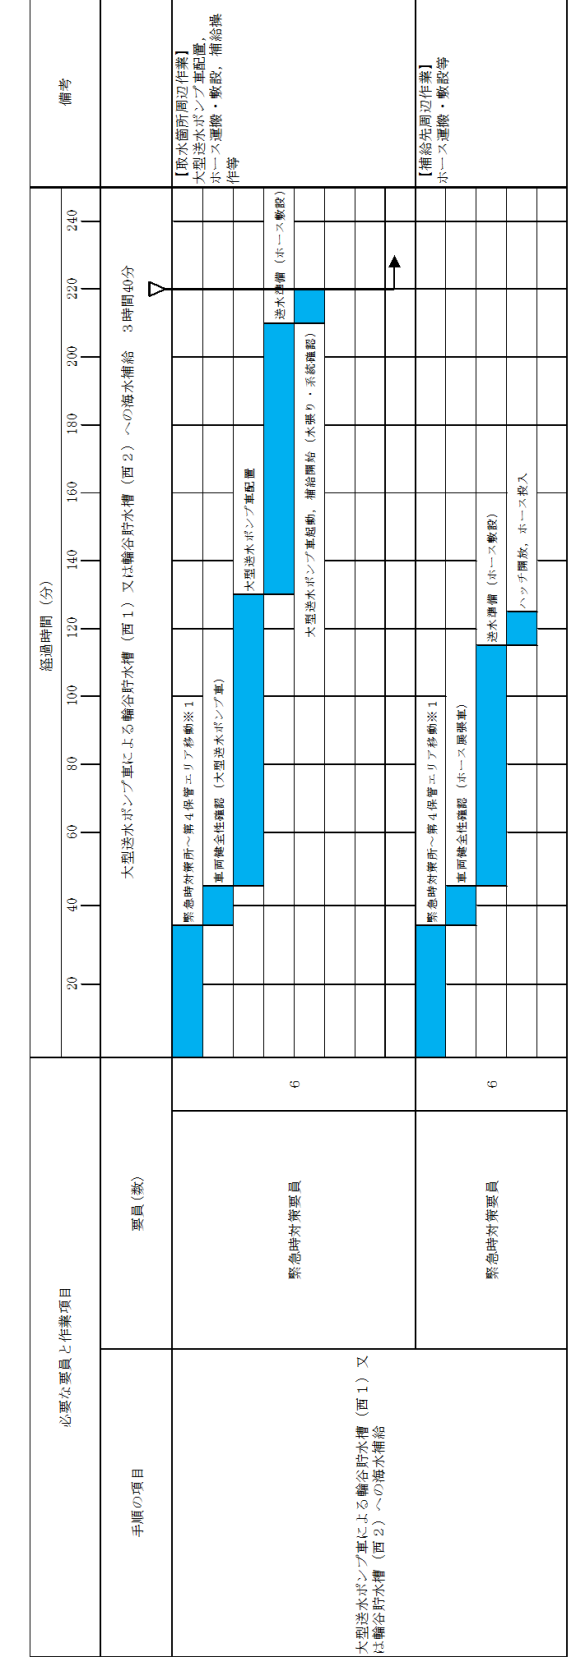 必要な要員と作業項目
経過時間（分）
備考
20 40 60 80 100 120 140 160 180 200 220 240
手順の項目
要員(数)
大型送水ポンプ車による輪谷貯水槽（西１）又は輪谷貯水槽（西２）への海水補給　３時間40分
大型送水ポンプ車による輪谷貯水槽（西１）又
は輪谷貯水槽（西２）への海水補給
緊急時対策要員
6
緊急時対策所～第４保管エリア移動※１
車両健全性確認（大型送水ポンプ車）
大型送水ポンプ車配置
送水準備（ホース敷設）
大型送水ポンプ車起動，補給開始（水張り・系統確認）
【取水箇所周辺作業】
大型送水ポンプ車配置，
ホース運搬・敷設，補給操
作等
緊急時対策要員
6
緊急時対策所～第４保管エリア移動※１
車両健全性確認（ホース展張車）
送水準備（ホース敷設）
ハッチ開放，ホース投入
【補給先周辺作業】
ホース運搬・敷設等